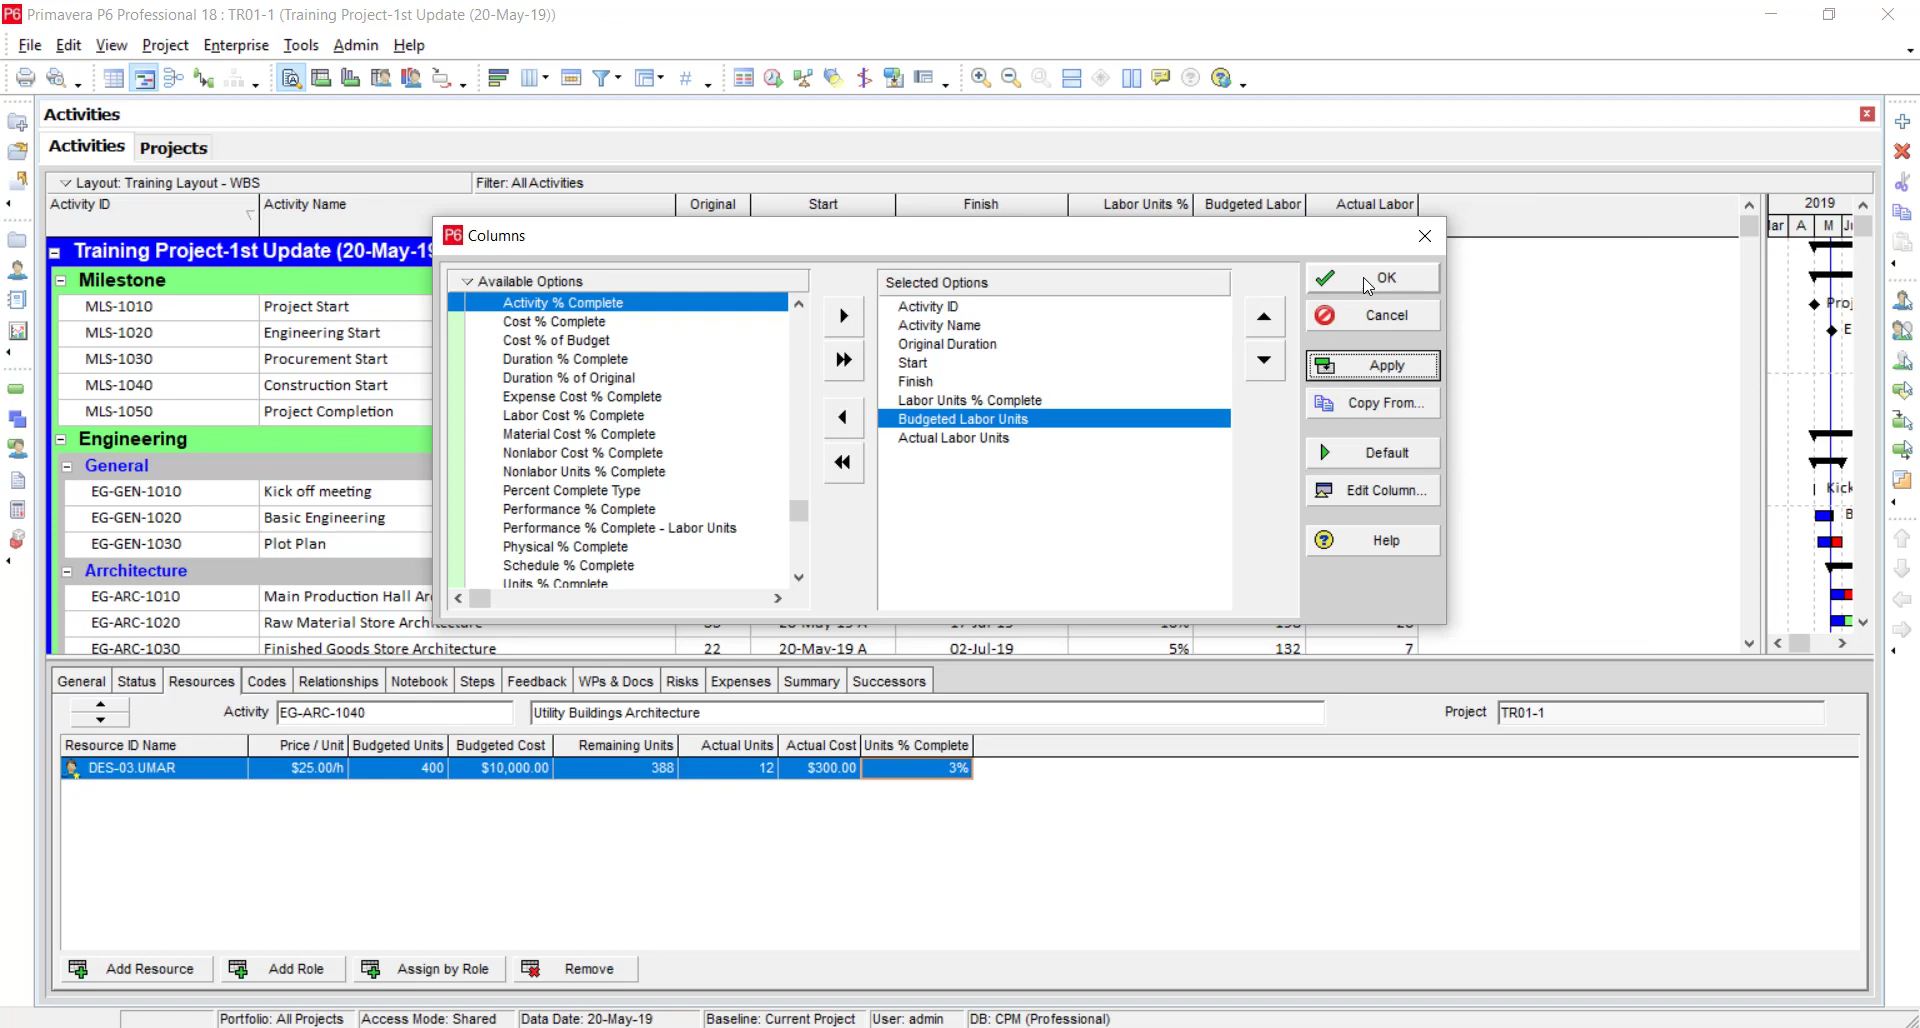 P6 Primavera P6 Professional 18 : TR01-1 (Training Project-1st Update (20-May-19))
File Edit View Project Enterprise Tools Admin Help
Activities
Activities Projects
Layout: Training Layout - WBS Filter: All Activities
Activity ID Activity Name Original Start Finish Labor Units % Budgeted Labor Actual Labor 2019
A M
Training Project-1st Update (20-May-19
Milestone
MLS-1010 Project Start
MLS-1020 Engineering Start
MLS-1030 Procurement Start
MLS-1040 Construction Start
MLS-1050 Project Completion
Engineering
General
EG-GEN-1010 Kick off meeting
EG-GEN-1020 Basic Engineering
EG-GEN-1030 Plot Plan
Arrchitecture
EG-ARC-1010 Main Production Hall Ar
EG-ARC-1020 Raw Material Store Architecture
EG-ARC-1030 Finished Goods Store Architecture 22 20-May-19 A 02-Jul-19 5% 132 7
Proj
E
Kick
B
P6 Columns
Available Options
Activity % Complete
Cost % Complete
Cost % of Budget
Duration % Complete
Duration % of Original
Expense Cost % Complete
Labor Cost % Complete
Material Cost % Complete
Nonlabor Cost % Complete
Nonlabor Units % Complete
Percent Complete Type
Performance % Complete
Performance % Complete - Labor Units
Physical % Complete
Schedule % Complete
Units % Complete
Selected Options
Activity ID
Activity Name
Original Duration
Start
Finish
Labor Units % Complete
Budgeted Labor Units
Actual Labor Units
OK
Cancel
Apply
Copy From...
Default
Edit Column...
Help
General Status Resources Codes Relationships Notebook Steps Feedback WPs & Docs Risks Expenses Summary Successors
Activity EG-ARC-1040 Utility Buildings Architecture Project TR01-1
Resource ID Name Price / Unit Budgeted Units Budgeted Cost Remaining Units Actual Units Actual Cost Units % Complete
DES-03.UMAR $25.00/h 400 $10,000.00 388 12 $300.00 3%
Add Resource Add Role Assign by Role Remove
Portfolio: All Projects Access Mode: Shared Data Date: 20-May-19 Baseline: Current Project User: admin DB: CPM (Professional)